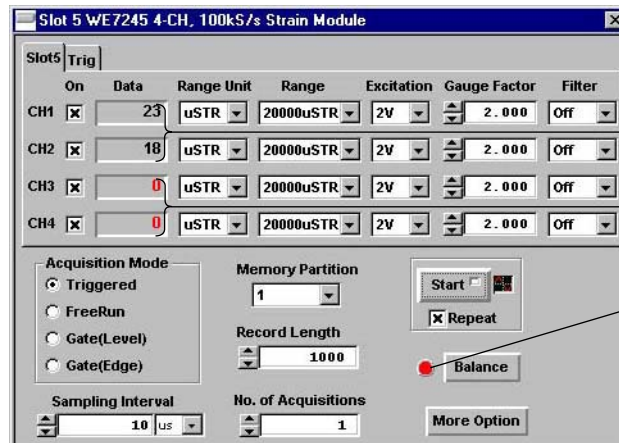 Slot 5 WE7245 4-CH, 100kS/s Strain Module
Slot5 Trig
On Data Range Unit Range Excitation Gauge Factor Filter
CH1 23 uSTR 20000uSTR 2V 2.000 Off
CH2 18 uSTR 20000uSTR 2V 2.000 Off
CH3 0 uSTR 20000uSTR 2V 2.000 Off
CH4 0 uSTR 20000uSTR 2V 2.000 Off
Acquisition Mode
Triggered
FreeRun
Gate(Level)
Gate(Edge)
Sampling Interval
10 us
Memory Partition
1
Record Length
1000
No. of Acquisitions
1
Start
Repeat
Balance
More Option